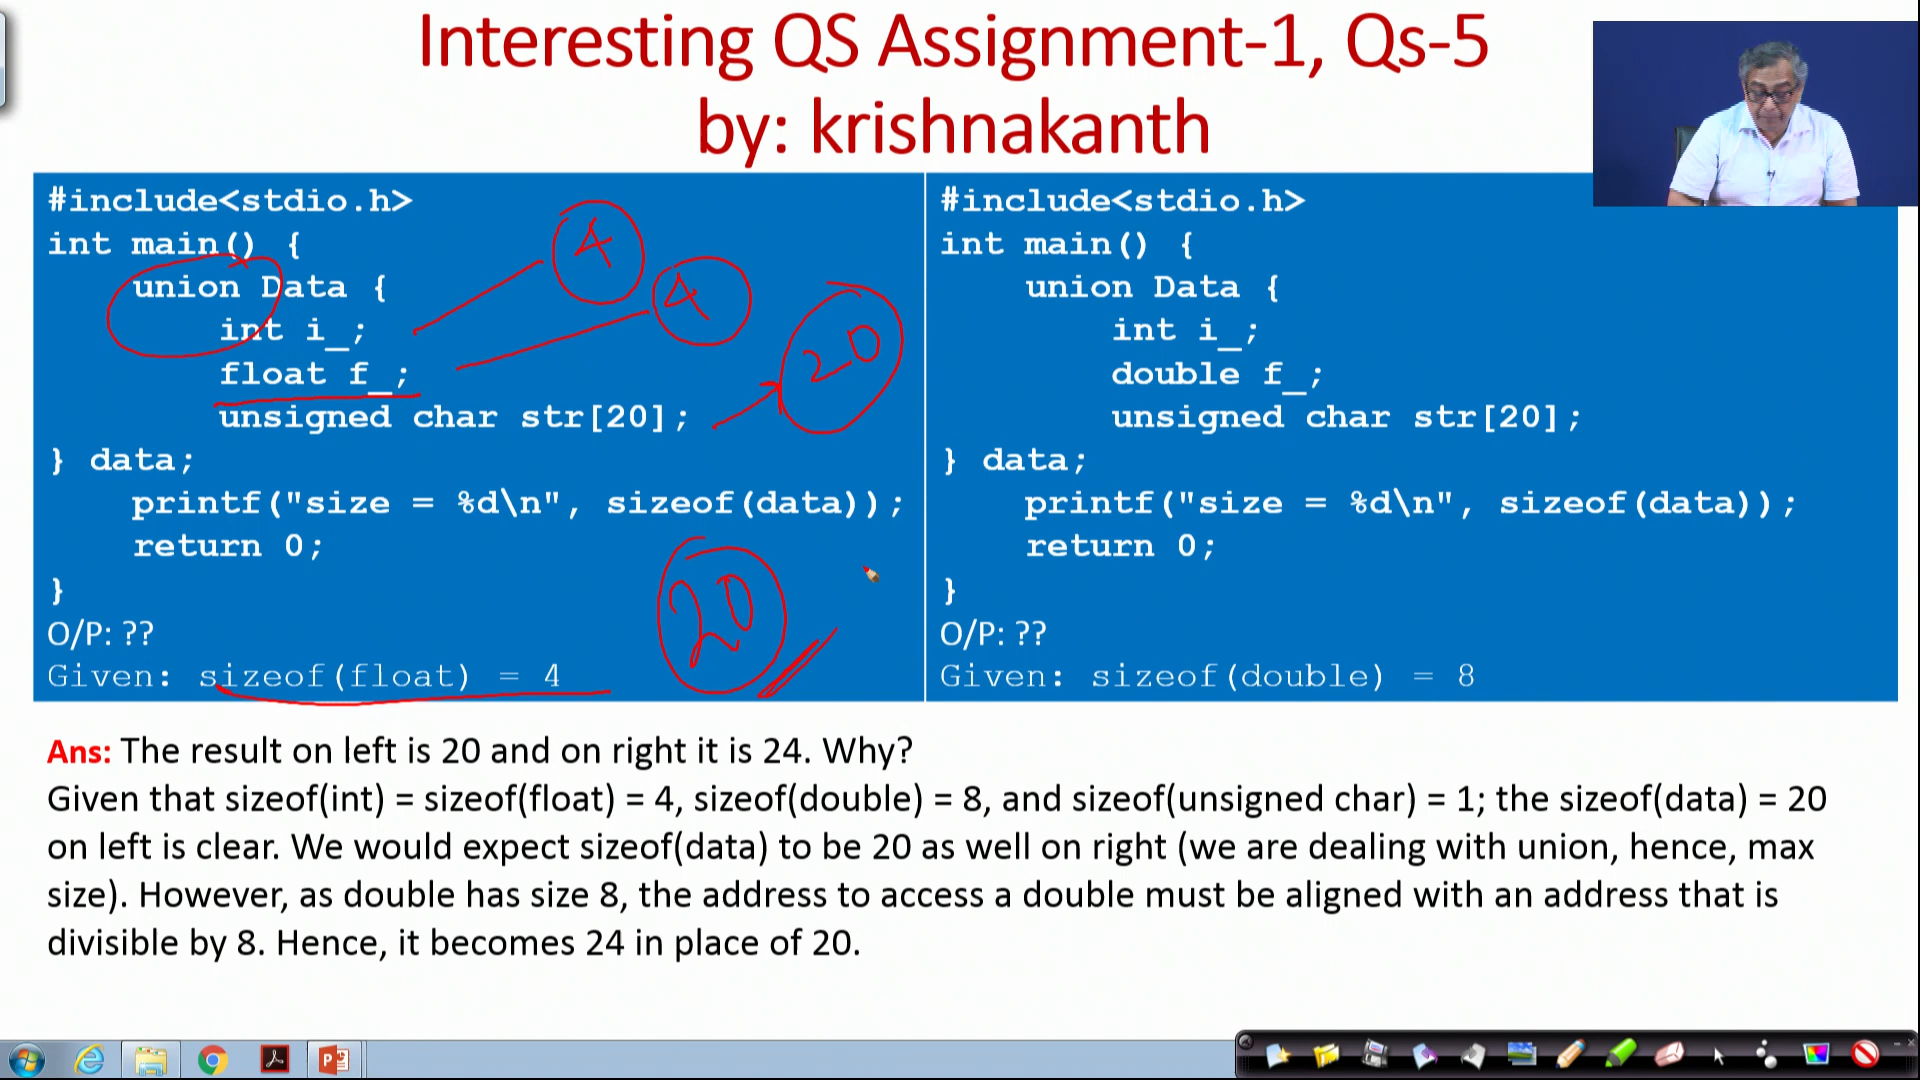 Interesting QS Assignment-1, Qs-5
by: krishnakanth
#include<stdio.h>
int main() {
union Data {
int i_;
float f_;
unsigned char str[20];
} data;
printf("size = %d\n", sizeof(data));
return 0;
}
O/P: ??
Given: sizeof(float) = 4
4
4
20
20
#include<stdio.h>
int main() {
union Data {
int i_;
double f_;
unsigned char str[20];
} data;
printf("size = %d\n", sizeof(data));
return 0;
}
O/P: ??
Given: sizeof(double) = 8
Ans: The result on left is 20 and on right it is 24. Why?
Given that sizeof(int) = sizeof(float) = 4, sizeof(double) = 8, and sizeof(unsigned char) = 1; the sizeof(data) = 20
on left is clear. We would expect sizeof(data) to be 20 as well on right (we are dealing with union, hence, max
size). However, as double has size 8, the address to access a double must be aligned with an address that is
divisible by 8. Hence, it becomes 24 in place of 20.